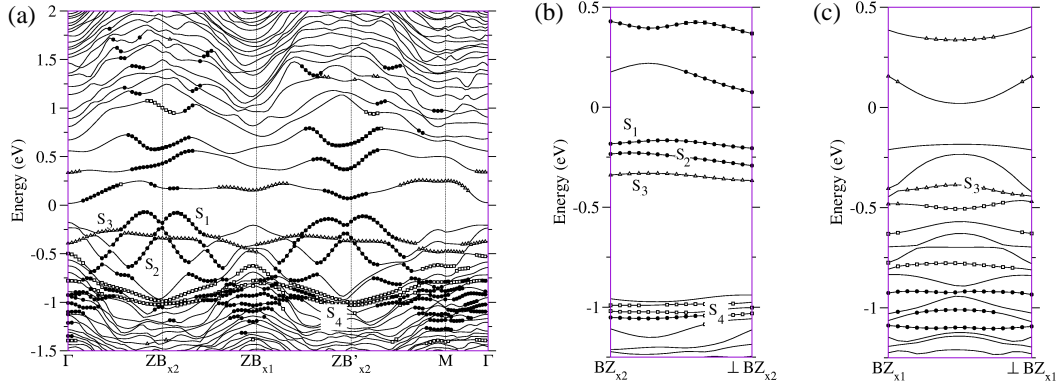 (a)
2
1.5
1
0.5
0
-0.5
-1
-1.5
Energy (eV)
S3
S1
S2
S4
Γ
ZBx2
ZBx1
ZB'x2
M
Γ
(b)
0.5
0
-0.5
-1
Energy (eV)
S1
S2
S3
S4
BZx2
⊥ BZx2
(c)
0.5
0
-0.5
-1
Energy (eV)
S3
BZx1
⊥ BZx1